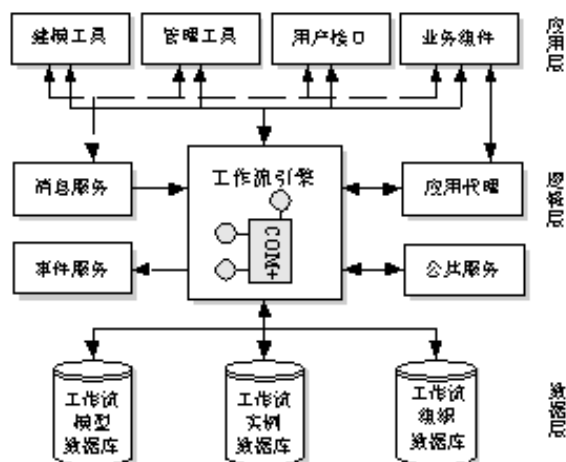 建模工具
管理工具
用户接口
业务组件
应用层
消息服务
工作流引擎
应用代理
COM+
事件服务
公共服务
工作流
模型
数据库
工作流
实例
数据库
工作流
组织
数据库
数据层